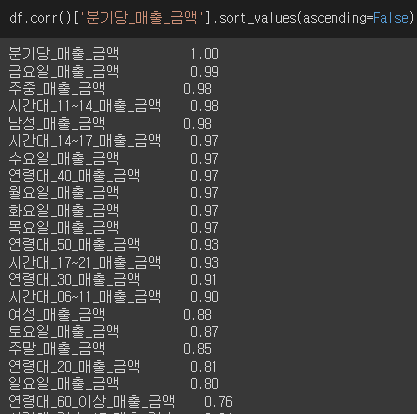 df.corr()['분기당_매출_금액'].sort_values(ascending=False)
분기당_매출_금액 1.00
금요일_매출_금액 0.99
주중_매출_금액 0.98
시간대_11~14_매출_금액 0.98
남성_매출_금액 0.98
시간대_14~17_매출_금액 0.97
수요일_매출_금액 0.97
연령대_40_매출_금액 0.97
월요일_매출_금액 0.97
화요일_매출_금액 0.97
목요일_매출_금액 0.97
연령대_50_매출_금액 0.93
시간대_17~21_매출_금액 0.93
연령대_30_매출_금액 0.91
시간대_06~11_매출_금액 0.90
여성_매출_금액 0.88
토요일_매출_금액 0.87
주말_매출_금액 0.85
연령대_20_매출_금액 0.81
일요일_매출_금액 0.80
연령대_60_이상_매출_금액 0.76